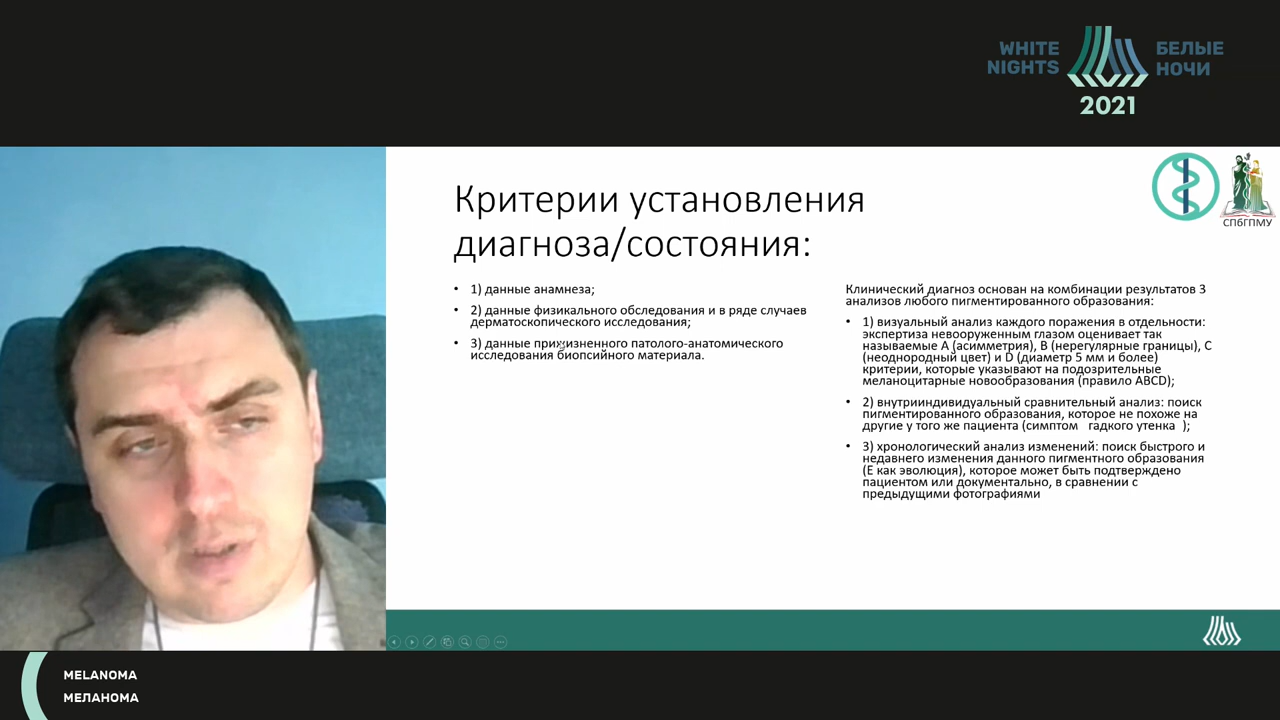 WHITE
NIGHTS
БЕЛЫЕ
НОЧИ
2021
СПбГПМУ
Критерии установления
диагноза/состояния:
• 1) данные анамнеза;
• 2) данные физикального обследования и в ряде случаев
дерматоскопического исследования;
• 3) данные прижизненного патолого-анатомического
исследования биопсийного материала.
Клинический диагноз основан на комбинации результатов 3
анализов любого пигментированного образования:
• 1) визуальный анализ каждого поражения в отдельности:
экспертиза невооруженным глазом оценивает так
называемые A (асимметрия), B (нерегулярные границы), C
(неоднородный цвет) и D (диаметр 5 мм и более)
критерии, которые указывают на подозрительные
меланоцитарные новообразования (правило ABCD);
• 2) внутрииндивидуальный сравнительный анализ: поиск
пигментированного образования, которое не похоже на
другие у того же пациента (симптом гадкого утенка );
• 3) хронологический анализ изменений: поиск быстрого и
недавнего изменения данного пигментного образования
(E как эволюция), которое может быть подтверждено
пациентом или документально, в сравнении с
предыдущими фотографиями
MELANOMA
МЕЛАНОМА